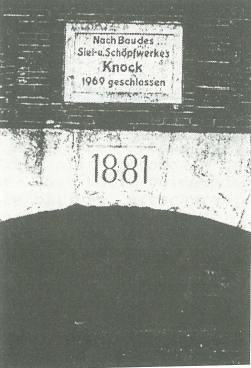 Nach Bau des
Siel-u.Schöpfwerkes
Knock
1969 geschlossen
1881